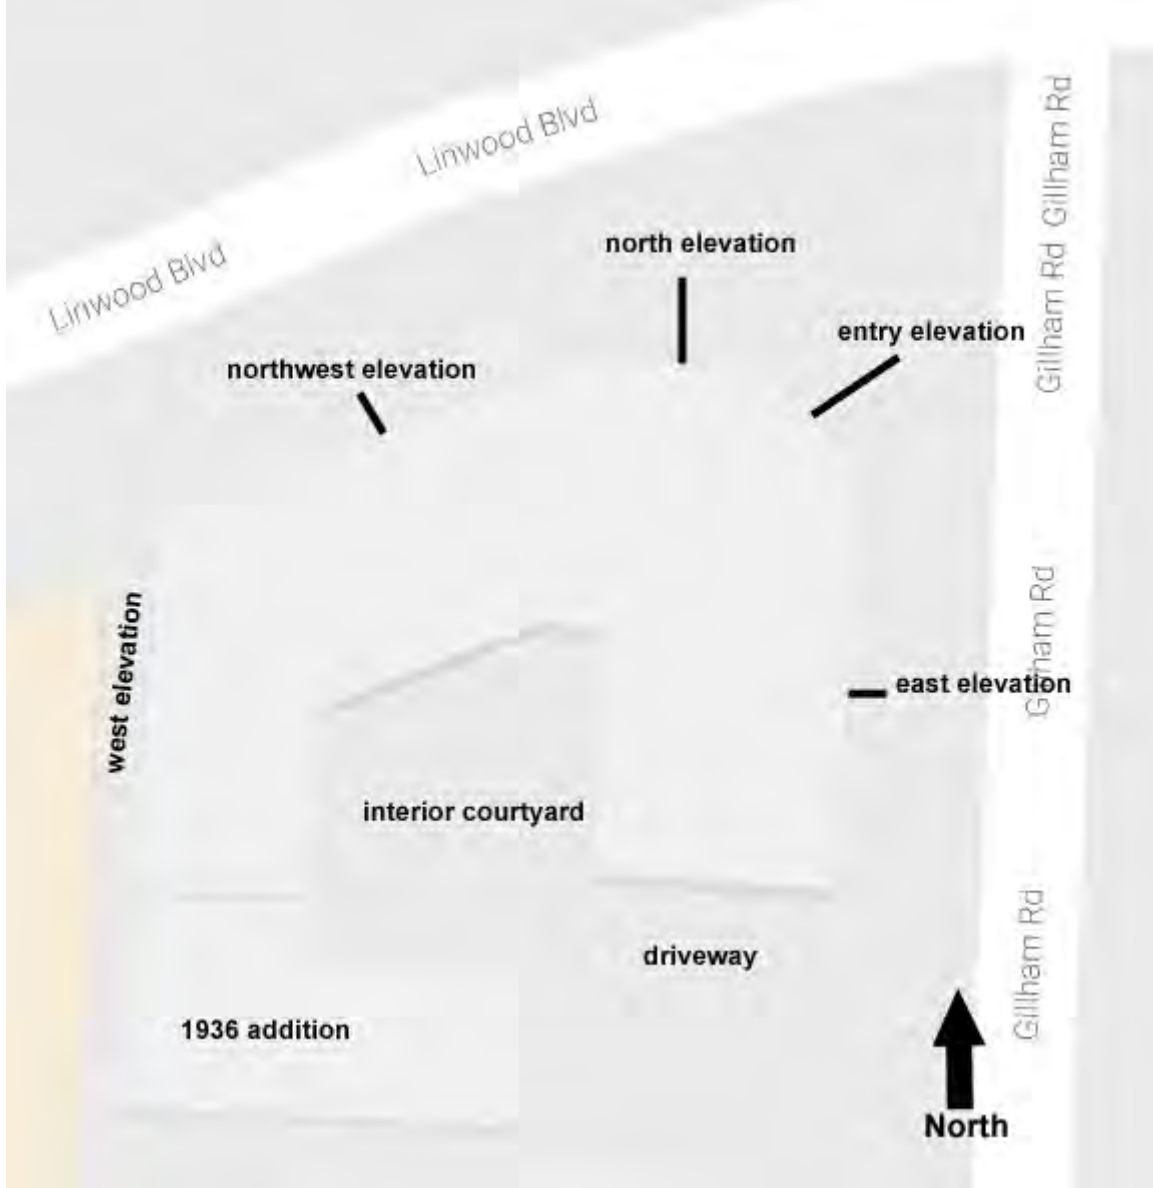 Linwood Blvd
Linwood Blvd
Gillham Rd
Gillham Rd
north elevation
entry elevation
northwest elevation
west elevation
Gillham Rd
east elevation
interior courtyard
driveway
Gillham Rd
1936 addition
North